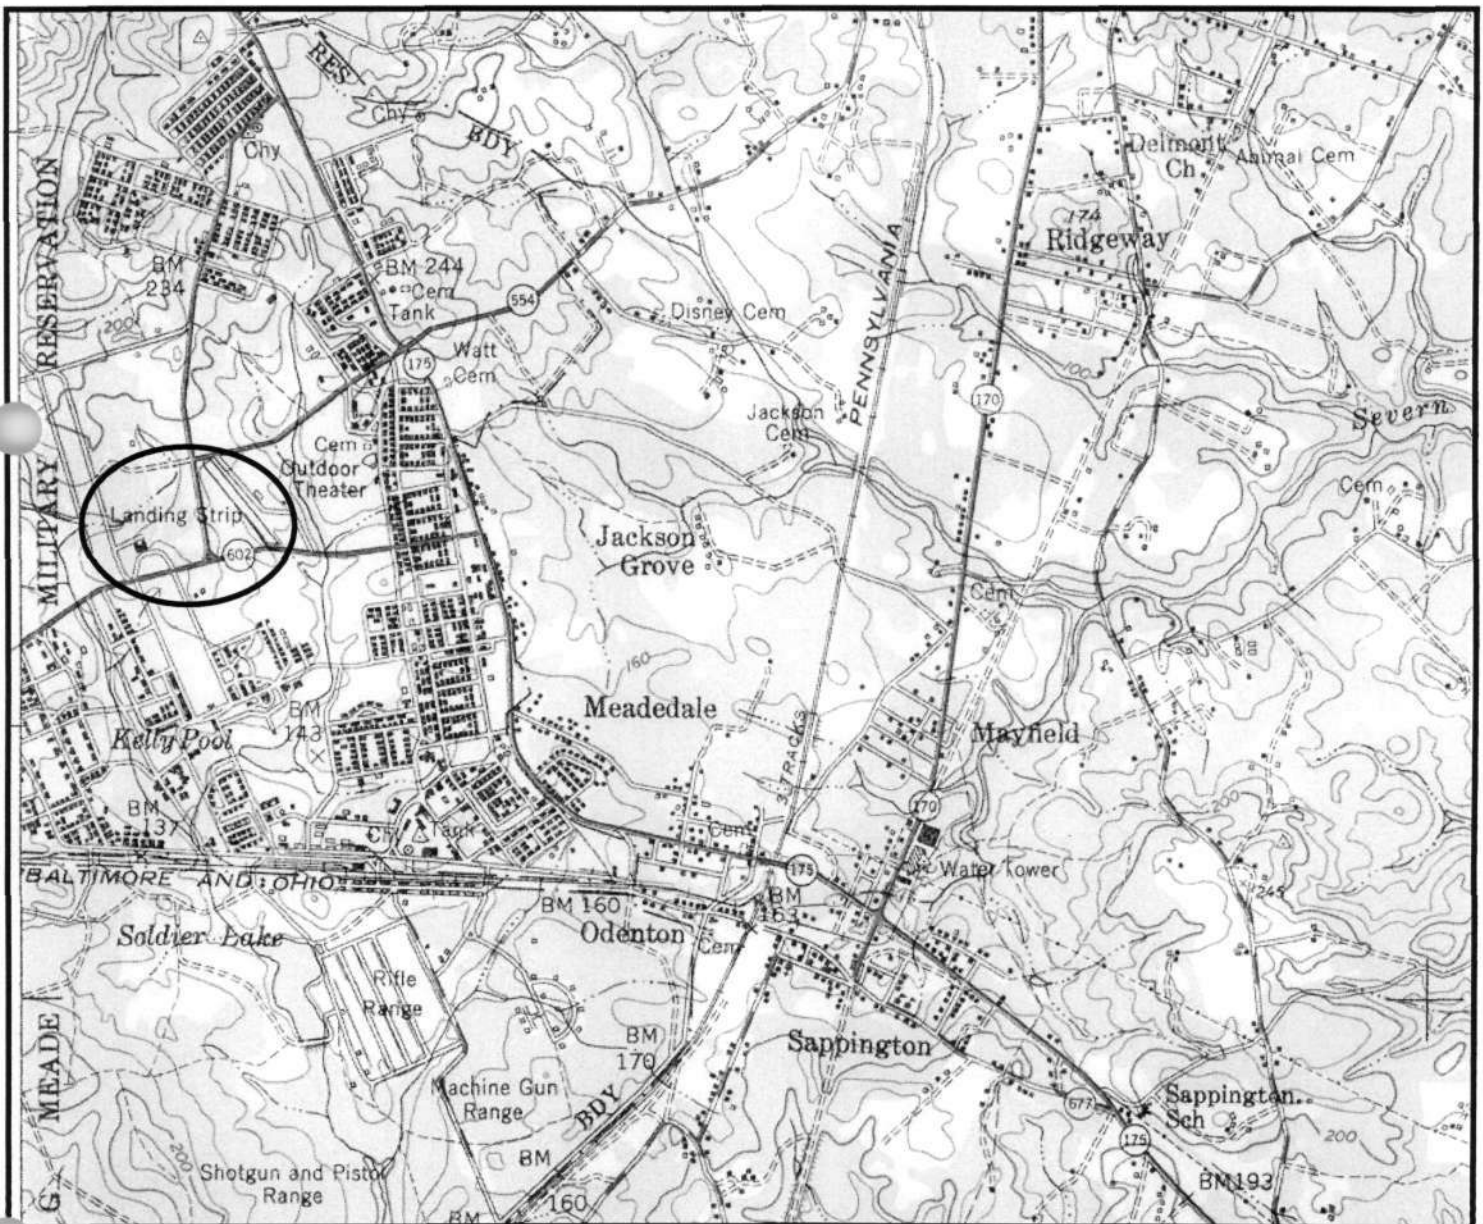 RES
Chy
BDY
Chy
Delmont
Ch
Animal Cem
RESERVATION
174
Ridgeway
PENNSYLVANIA
BM
234
BM 244
Cem
Tank
554
Disney Cem
200
Watt
Cem
175
100
170
Jackson
Cem
Severn
Cem
Outdoor
Theater
MILITARY
Landing Strip
602
Cem
Jackson
Grove
Cem
160
Meadedale
BM
143
Kelly Pool
3 TRACKS
Mayfield
BM
137
170
200
Chy
Tank
Cem
175
Water Tower
BALTIMORE AND OHIO
BM 160
BM
163
245
Soldier Lake
Odenton
Cem
Rifle
Range
MEADE
BM
170
Sappington
Machine Gun
Range
BDY
677
Sappington
Sch
175
200
200
Shotgun and Pistol
Range
BM
BM 193
160
G
BM